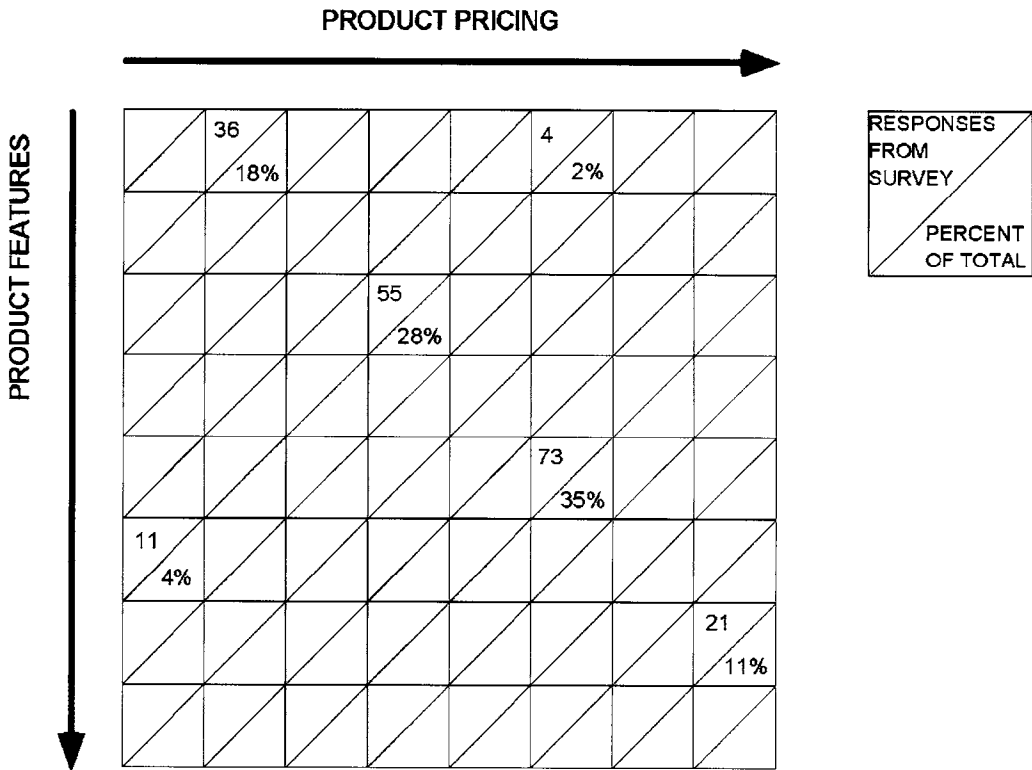 PRODUCT PRICING
PRODUCT FEATURES
36
18%
4
2%
55
28%
73
35%
11
4%
21
11%
RESPONSES
FROM
SURVEY
PERCENT
OF TOTAL